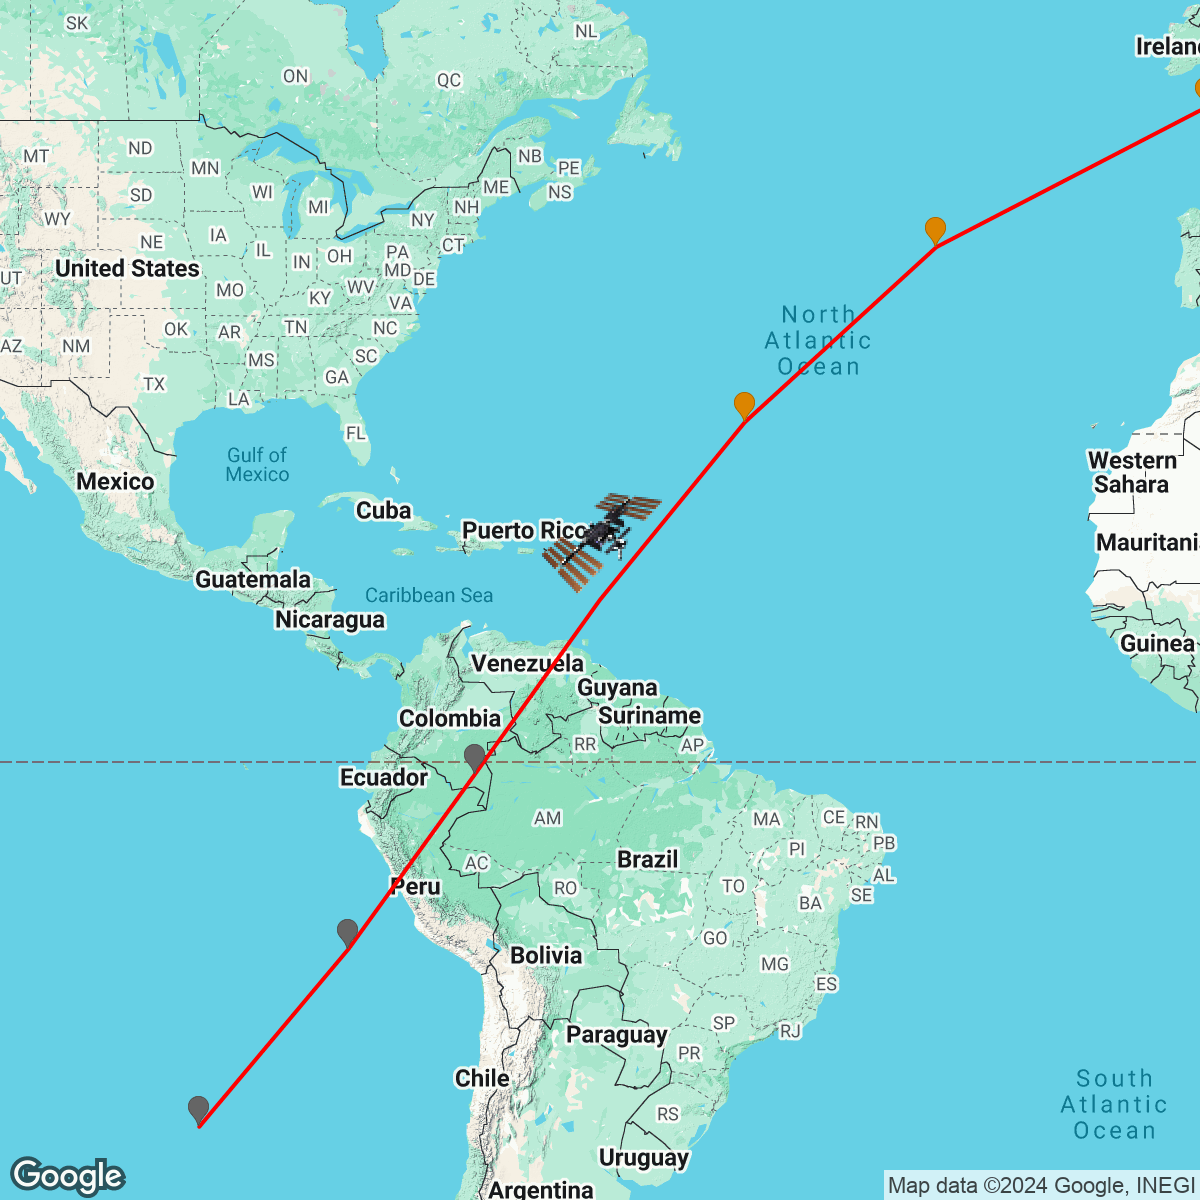 SK
NL
Irelan
ON
QC
ND
MT
MN
NB
PE
SD
WI
ME
NS
WY
MI
NH
NY
IA
NE
IL
OH
PA
CT
United States
IN
MD
DE
UT
MO
WV
KY
VA
North
Atlantic
Ocean
OK
AR
TN
NC
AZ
NM
MS
SC
TX
GA
LA
FL
Gulf of
Mexico
Western
Sahara
Mexico
Cuba
Puerto Rico
Mauritani
Guatemala
Caribbean Sea
Nicaragua
Guinea
Venezuela
Guyana
Colombia
Suriname
RR
AP
Ecuador
AM
MA
CE
RN
PI
PB
AC
Brazil
AL
Peru
RO
TO
SE
BA
GO
Bolivia
MG
ES
SP
RJ
Paraguay
PR
Chile
South
Atlantic
Ocean
RS
Uruguay
Argentina
Google
Map data ©2024 Google, INEGI